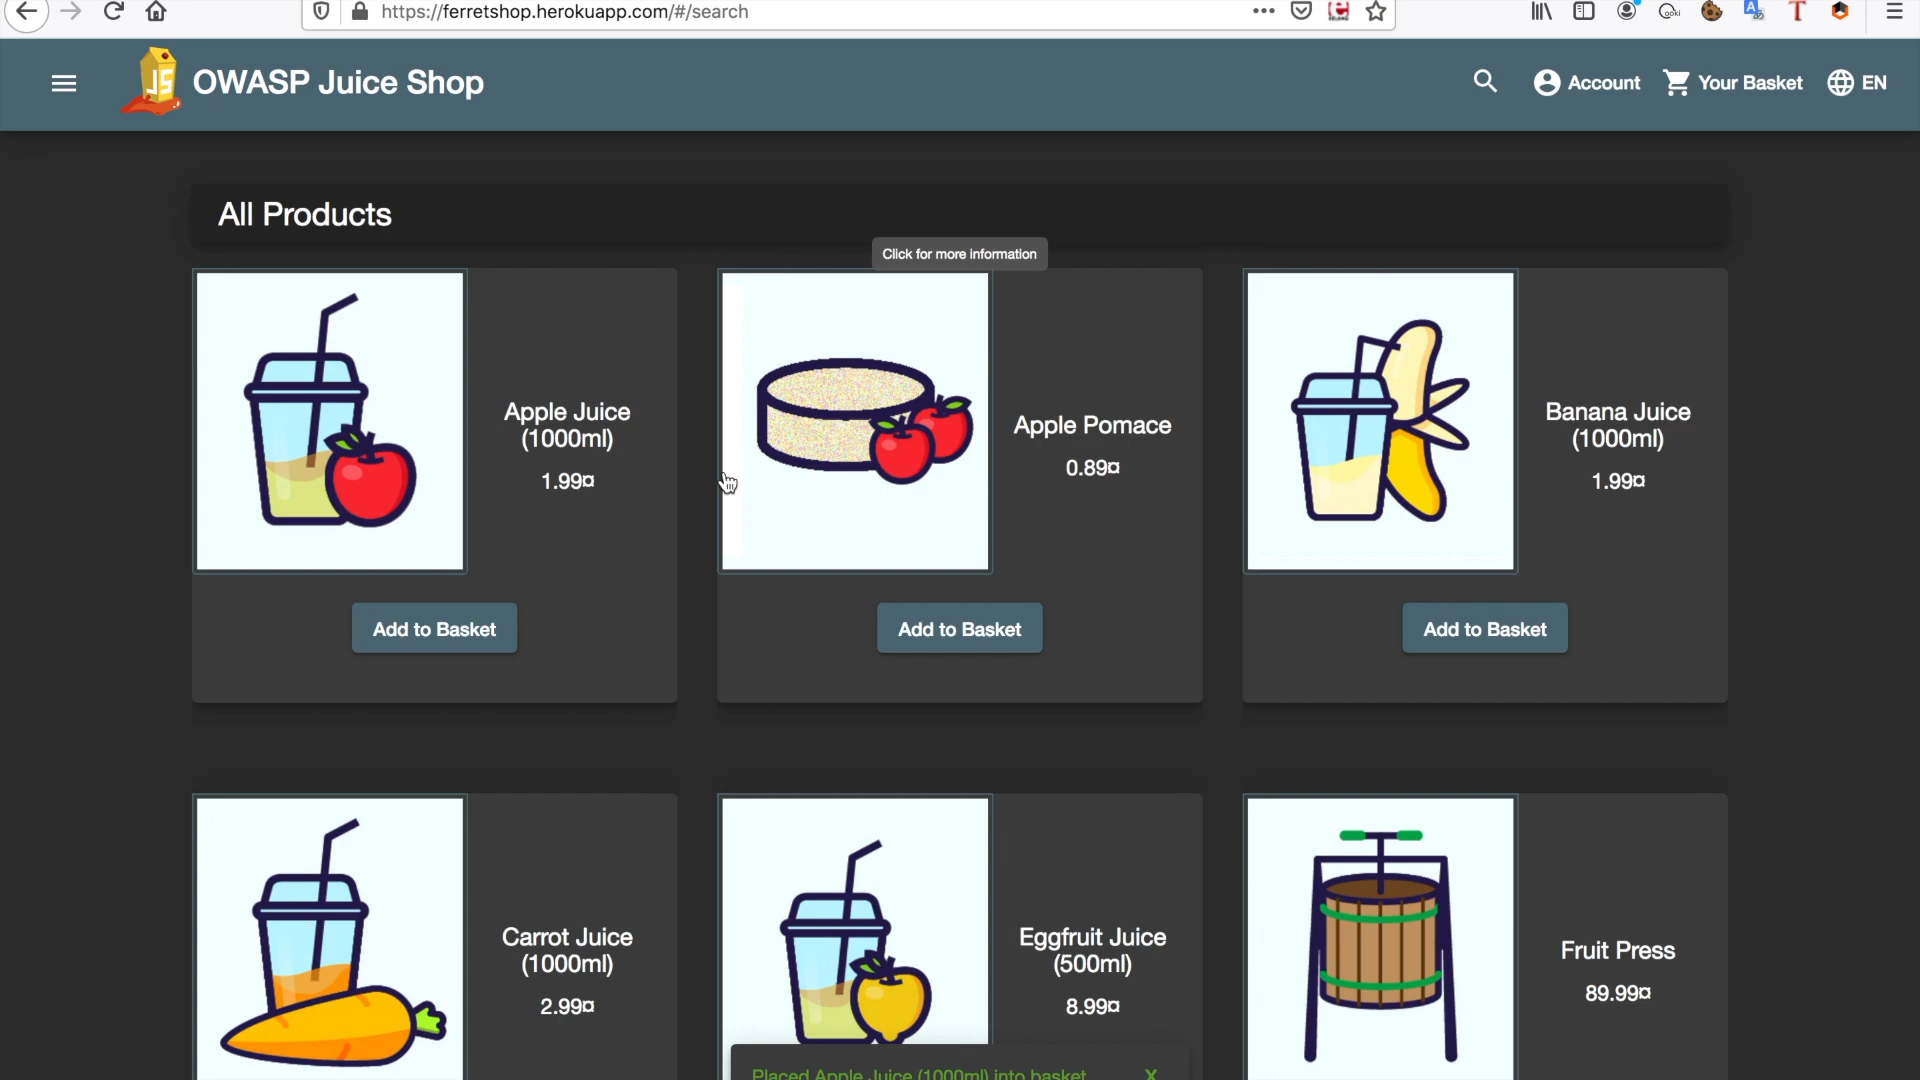 https://ferretshop.herokuapp.com/#/search
OWASP Juice Shop
Account
Your Basket
EN
All Products
Click for more information
Apple Juice
(1000ml)
1.99¤
Add to Basket
Apple Pomace
0.89¤
Add to Basket
Banana Juice
(1000ml)
1.99¤
Add to Basket
Carrot Juice
(1000ml)
2.99¤
Eggfruit Juice
(500ml)
8.99¤
Fruit Press
89.99¤
Placed Apple Juice (1000ml) into basket.
X